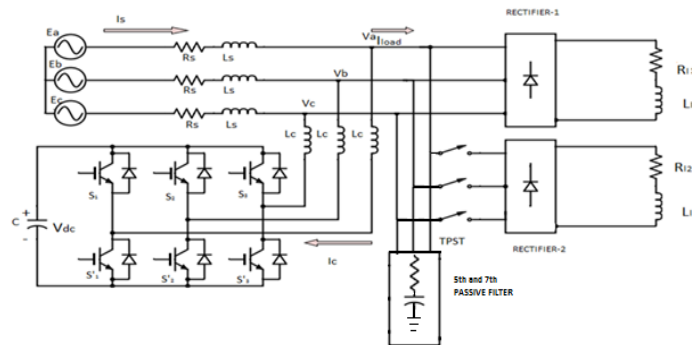 RECTIFIER-1
Ea
Is
Va
Iload
Rs
Ls
Eb
Vb
Rs
Ls
Ec
Vc
Rs
Ls
Lc
Lc
Lc
S₁
S₂
S₃
C
+
-
Vdc
S'₁
S'₂
S'₃
Ic
TPST
RECTIFIER-2
Rl2
5th and 7th
PASSIVE FILTER